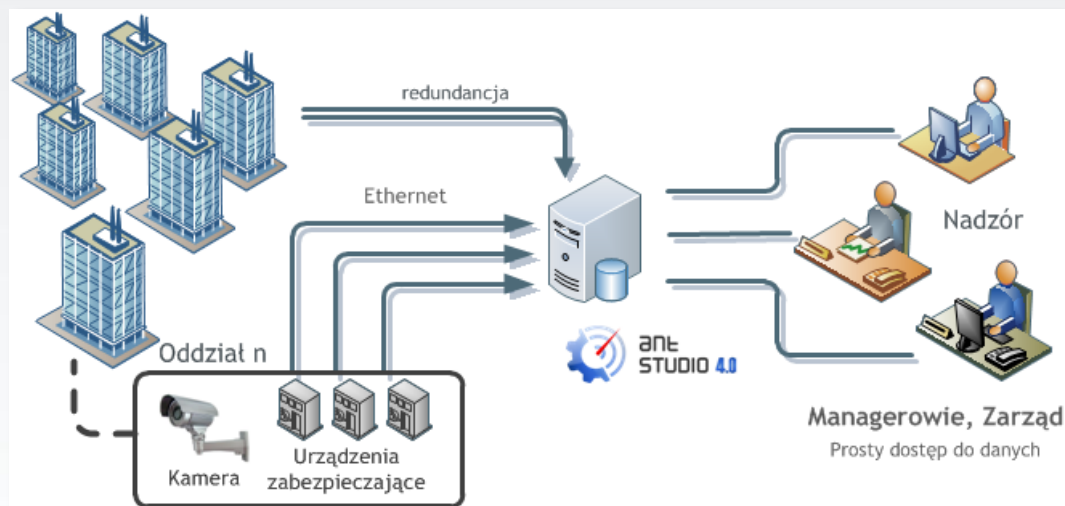 redundancja
Ethernet
Nadzór
Oddział n
ant
STUDIO 4.0
Kamera
Urządzenia
zabezpieczające
Managerowie, Zarząd
Prosty dostęp do danych